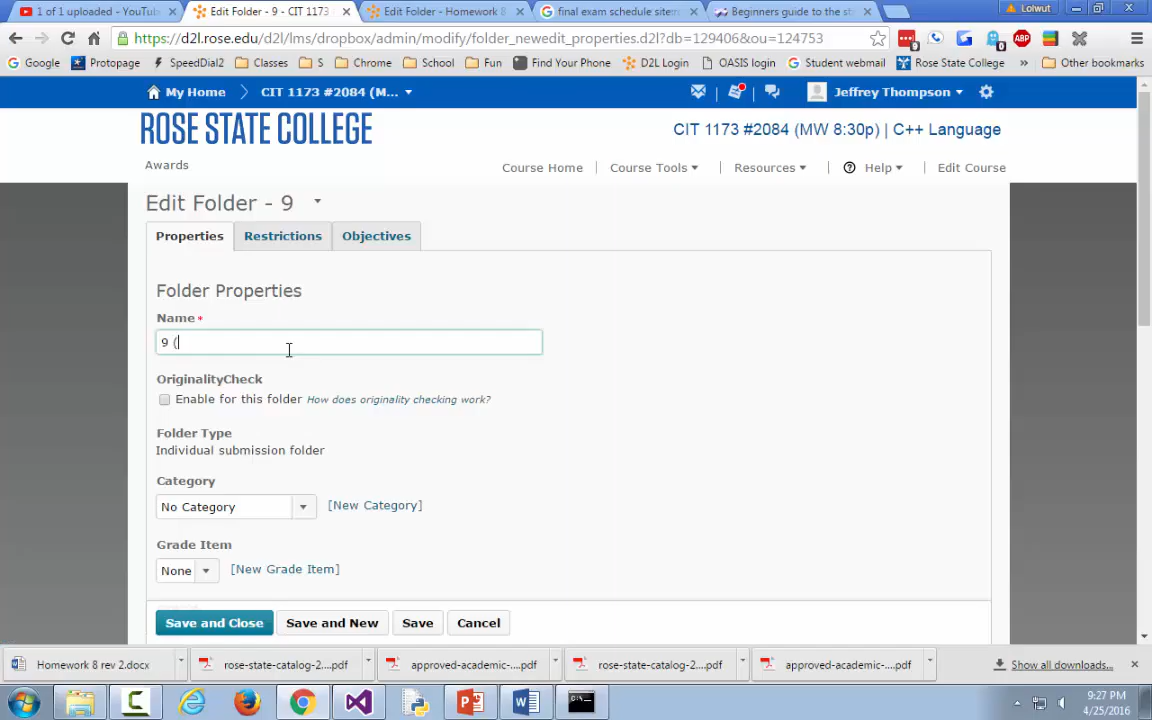 1 of 1 uploaded - YouTu
Edit Folder - 9 - CIT 1173
Edit Folder - Homework 8
final exam schedule site:r
Beginners guide to the st
Lolwut
https://d2l.rose.edu/d2l/lms/dropbox/admin/modify/folder_newedit_properties.d2l?db=129406&ou=124753
Google
Protopage
SpeedDial2
Classes
S
Chrome
School
Fun
Find Your Phone
D2L Login
OASIS login
Student webmail
Rose State College
»
Other bookmarks
My Home
CIT 1173 #2084 (M...
Jeffrey Thompson
ROSE STATE COLLEGE
CIT 1173 #2084 (MW 8:30p) | C++ Language
Awards
Course Home
Course Tools
Resources
Help
Edit Course
Edit Folder - 9
Properties
Restrictions
Objectives
Folder Properties
Name *
9 (
OriginalityCheck
Enable for this folder How does originality checking work?
Folder Type
Individual submission folder
Category
No Category
[New Category]
Grade Item
None
[New Grade Item]
Save and Close
Save and New
Save
Cancel
Homework 8 rev 2.docx
rose-state-catalog-2....pdf
approved-academic-....pdf
rose-state-catalog-2....pdf
approved-academic-....pdf
Show all downloads...
9:27 PM
4/25/2016